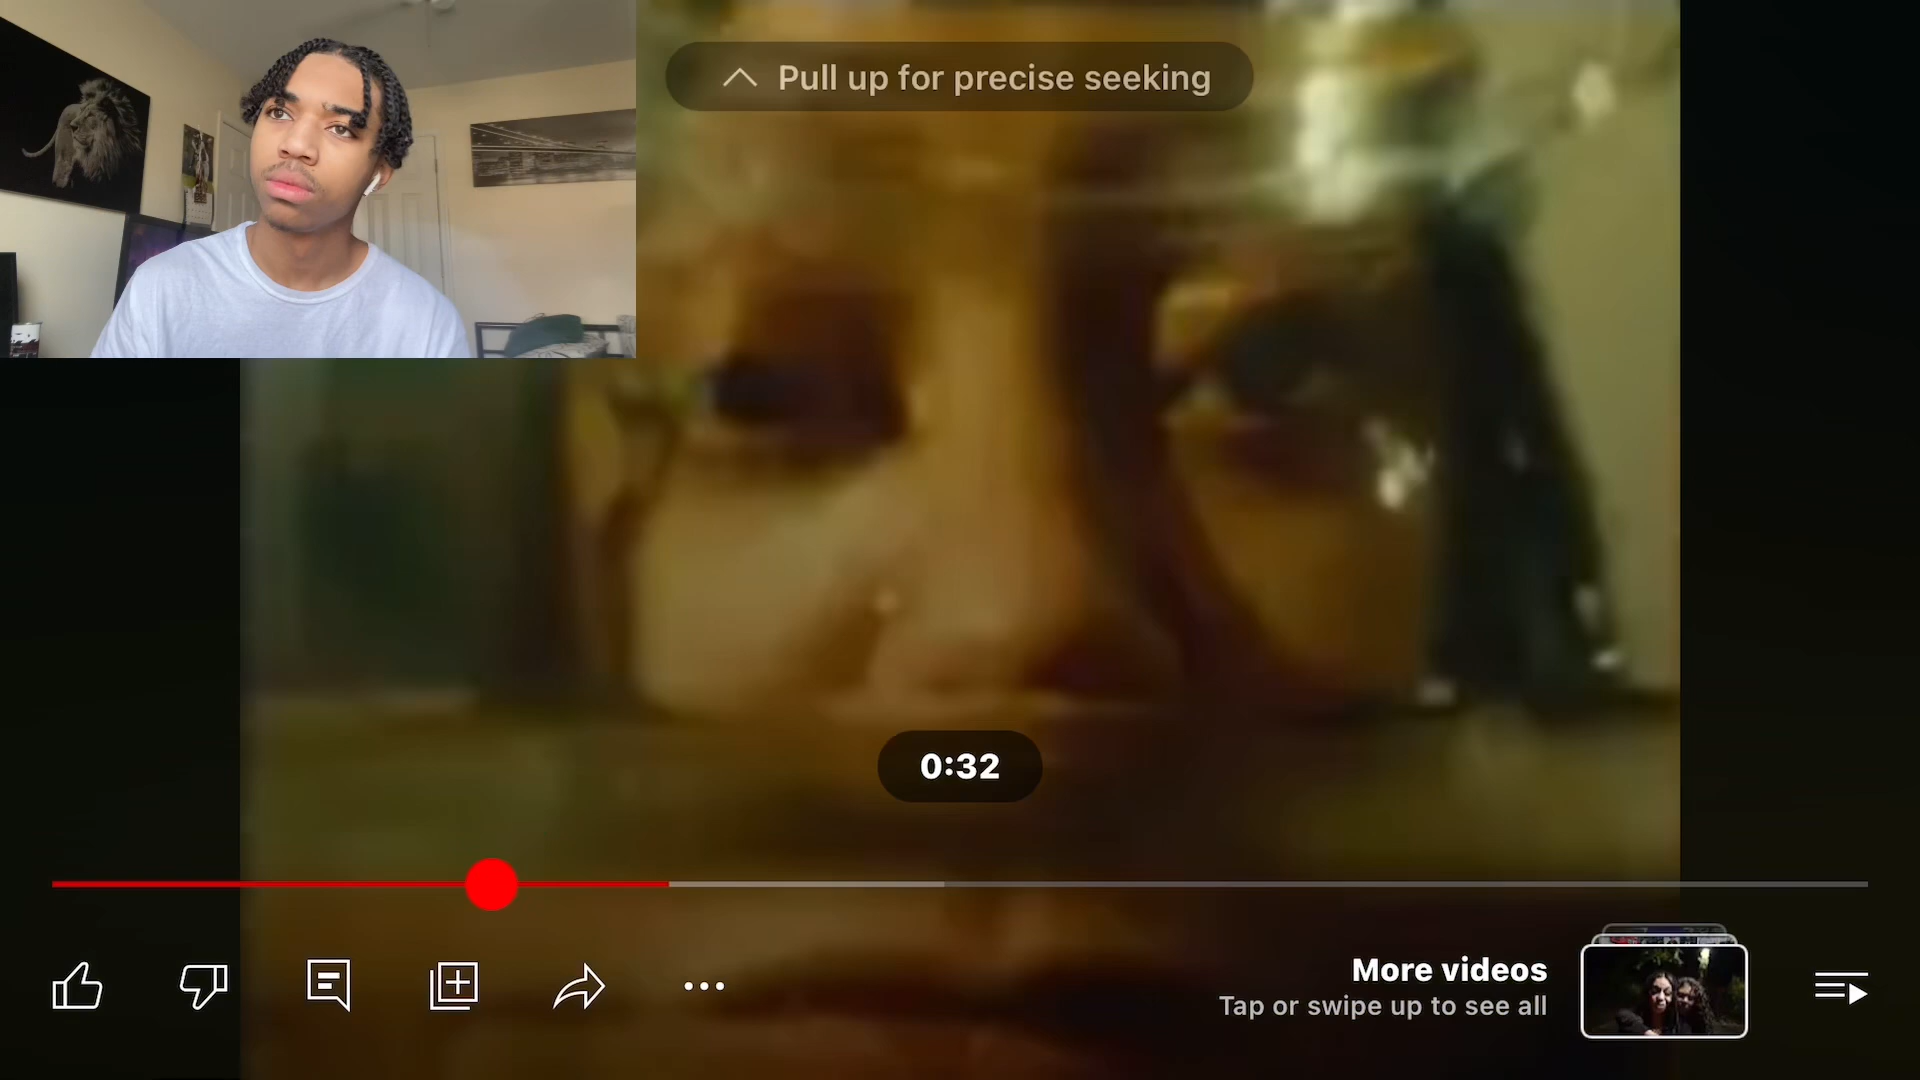 Pull up for precise seeking
0:32
More videos
Tap or swipe up to see all